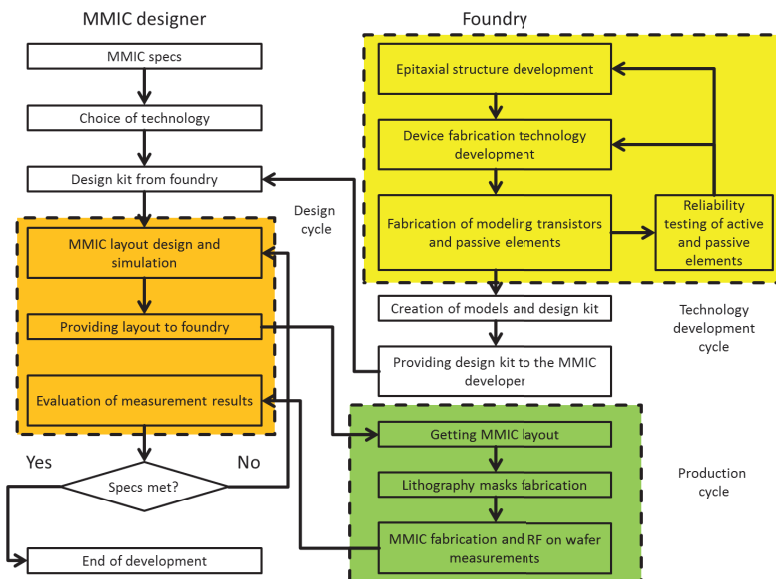 MMIC designer
MMIC specs
Choice of technology
Design kit from foundry
Design
cycle
MMIC layout design and
simulation
Providing layout to foundry
Evaluation of measurement results
Yes
No
Specs met?
End of development
Foundry
Epitaxial structure development
Device fabrication technology
development
Fabrication of modeling transistors
and passive elements
Reliability
testing of active
and passive
elements
Creation of models and design kit
Technology
development
cycle
Providing design kit to the MMIC
developer
Getting MMIC layout
Lithography masks fabrication
Production
cycle
MMIC fabrication and RF on wafer
measurements